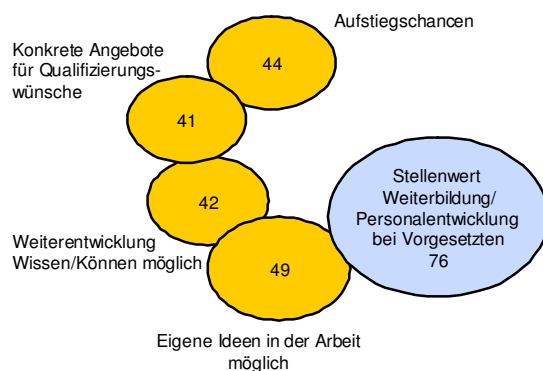 Aufstiegschancen
44
Konkrete Angebote
für Qualifizierungs-
wünsche
41
42
Weiterentwicklung
Wissen/Können möglich
49
Eigene Ideen in der Arbeit
möglich
Stellenwert
Weiterbildung/
Personalentwicklung
bei Vorgesetzten
76